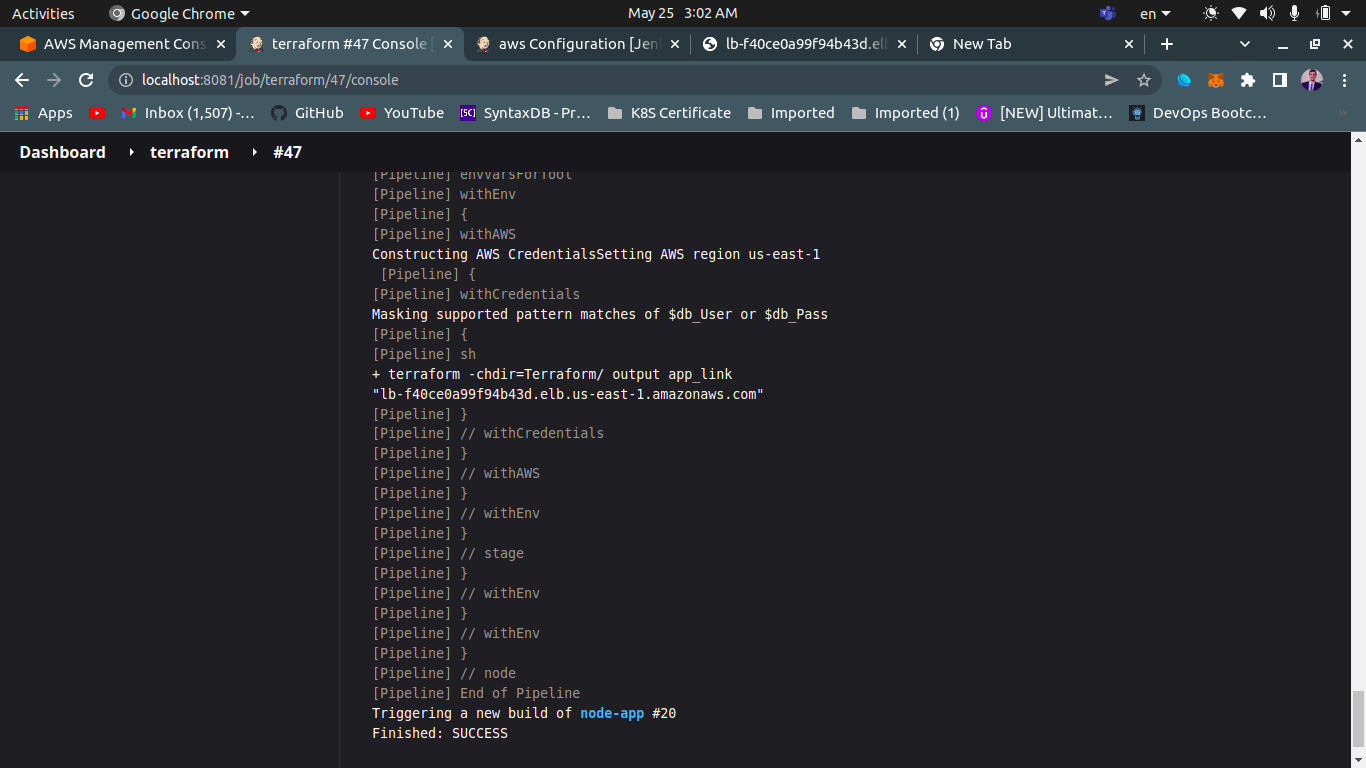 Activities
Google Chrome
May 25 3:02 AM
en
AWS Management Cons
terraform #47 Console [
aws Configuration [Jen
lb-f40ce0a99f94b43d.el
New Tab
localhost:8081/job/terraform/47/console
Apps
Inbox (1,507) -...
GitHub
YouTube
[SC]
SyntaxDB - Pr...
K8S Certificate
Imported
Imported (1)
[NEW] Ultimat...
DevOps Bootc...
Dashboard
terraform
#47
[Pipeline] envVarsForTool
[Pipeline] withEnv
[Pipeline] {
[Pipeline] withAWS
Constructing AWS CredentialsSetting AWS region us-east-1
[Pipeline] {
[Pipeline] withCredentials
Masking supported pattern matches of $db_User or $db_Pass
[Pipeline] {
[Pipeline] sh
+ terraform -chdir=Terraform/ output app_link
"lb-f40ce0a99f94b43d.elb.us-east-1.amazonaws.com"
[Pipeline] }
[Pipeline] // withCredentials
[Pipeline] }
[Pipeline] // withAWS
[Pipeline] }
[Pipeline] // withEnv
[Pipeline] }
[Pipeline] // stage
[Pipeline] }
[Pipeline] // withEnv
[Pipeline] }
[Pipeline] // withEnv
[Pipeline] }
[Pipeline] // node
[Pipeline] End of Pipeline
Triggering a new build of node-app #20
Finished: SUCCESS